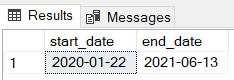 Results Messages
start_date end_date
1 2020-01-22 2021-06-13